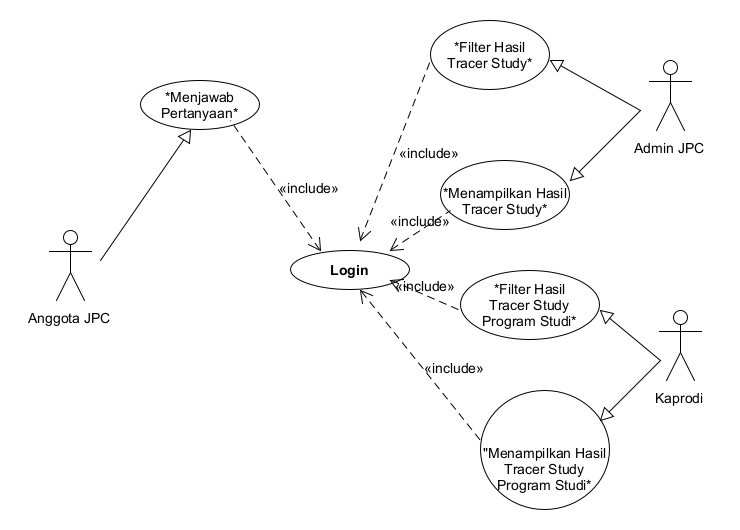 *Filter Hasil
Tracer Study*
*Menjawab
Pertanyaan*
Admin JPC
«include»
«include»
*Menampilkan Hasil
Tracer Study*
«include»
Login
Anggota JPC
«include»
*Filter Hasil
Tracer Study
Program Studi*
«include»
Kaprodi
"Menampilkan Hasil
Tracer Study
Program Studi*